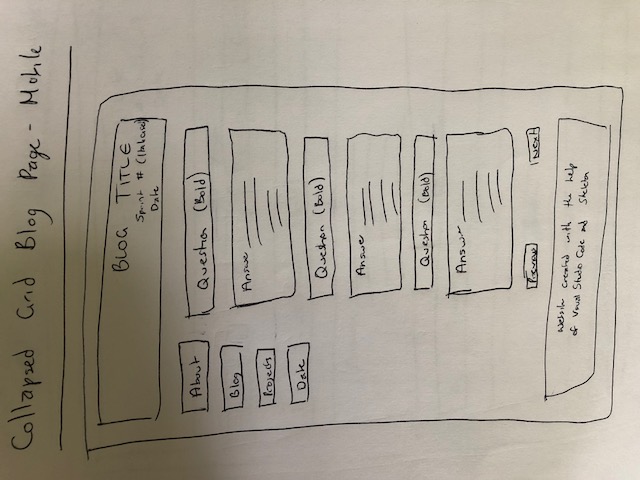 Collapsed Grid Blog Page - Mobile
BLOG TITLE
Sprint # (Italicised)
Date
About
Blog
Projects
Date
Question (Bold)
Answer
Question (Bold)
Answer
Question (Bold)
Answer
Previous
Next
Website created with the help
of Visual Studio Code and Skeleton